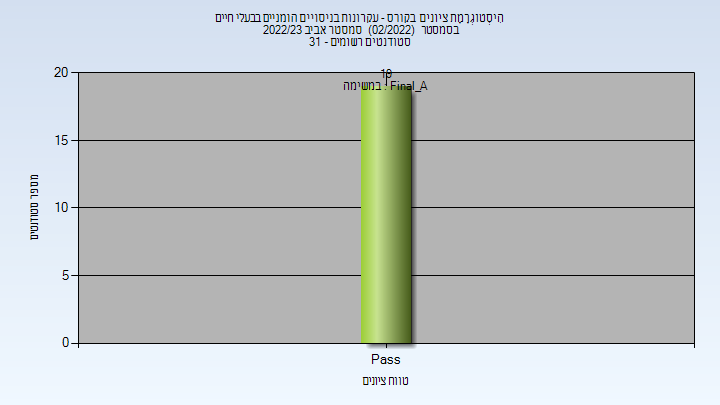 היסטוגרמת ציונים בקורס - עקרונות בניסויים הומניים בבעלי חיים
בסמסטר (02/2022) סמסטר אביב 2022/23
סטודנטים רשומים - 31
20
19
במשימה : Final_A
15
10
5
0
מספר סטודנטים
Pass
טווח ציונים